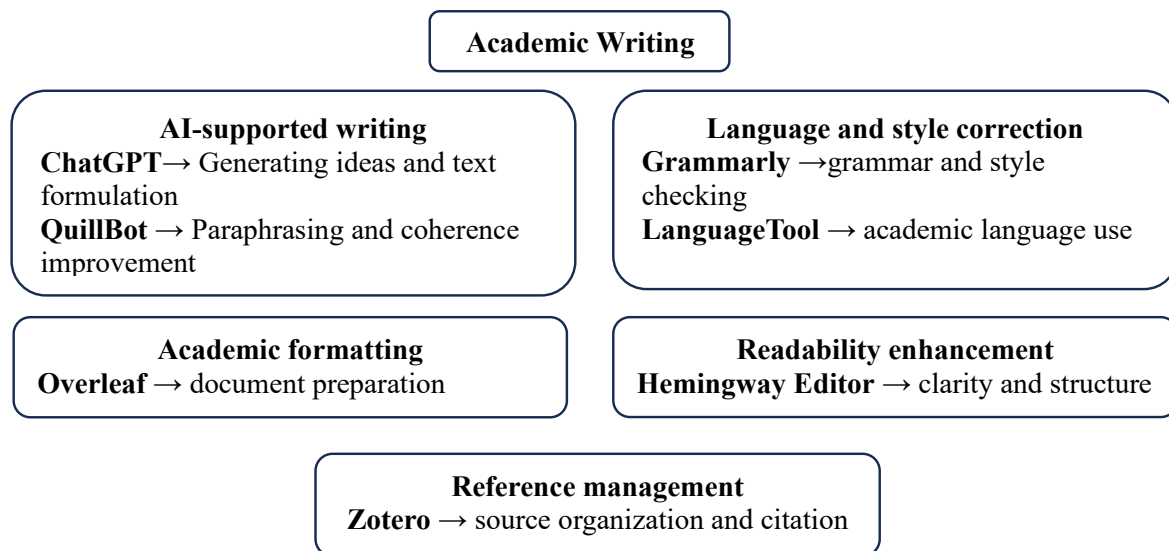 Academic Writing
AI-supported writing
ChatGPT→ Generating ideas and text
formulation
QuillBot → Paraphrasing and coherence
improvement
Language and style correction
Grammarly →grammar and style
checking
LanguageTool → academic language use
Academic formatting
Overleaf → document preparation
Readability enhancement
Hemingway Editor → clarity and structure
Reference management
Zotero → source organization and citation